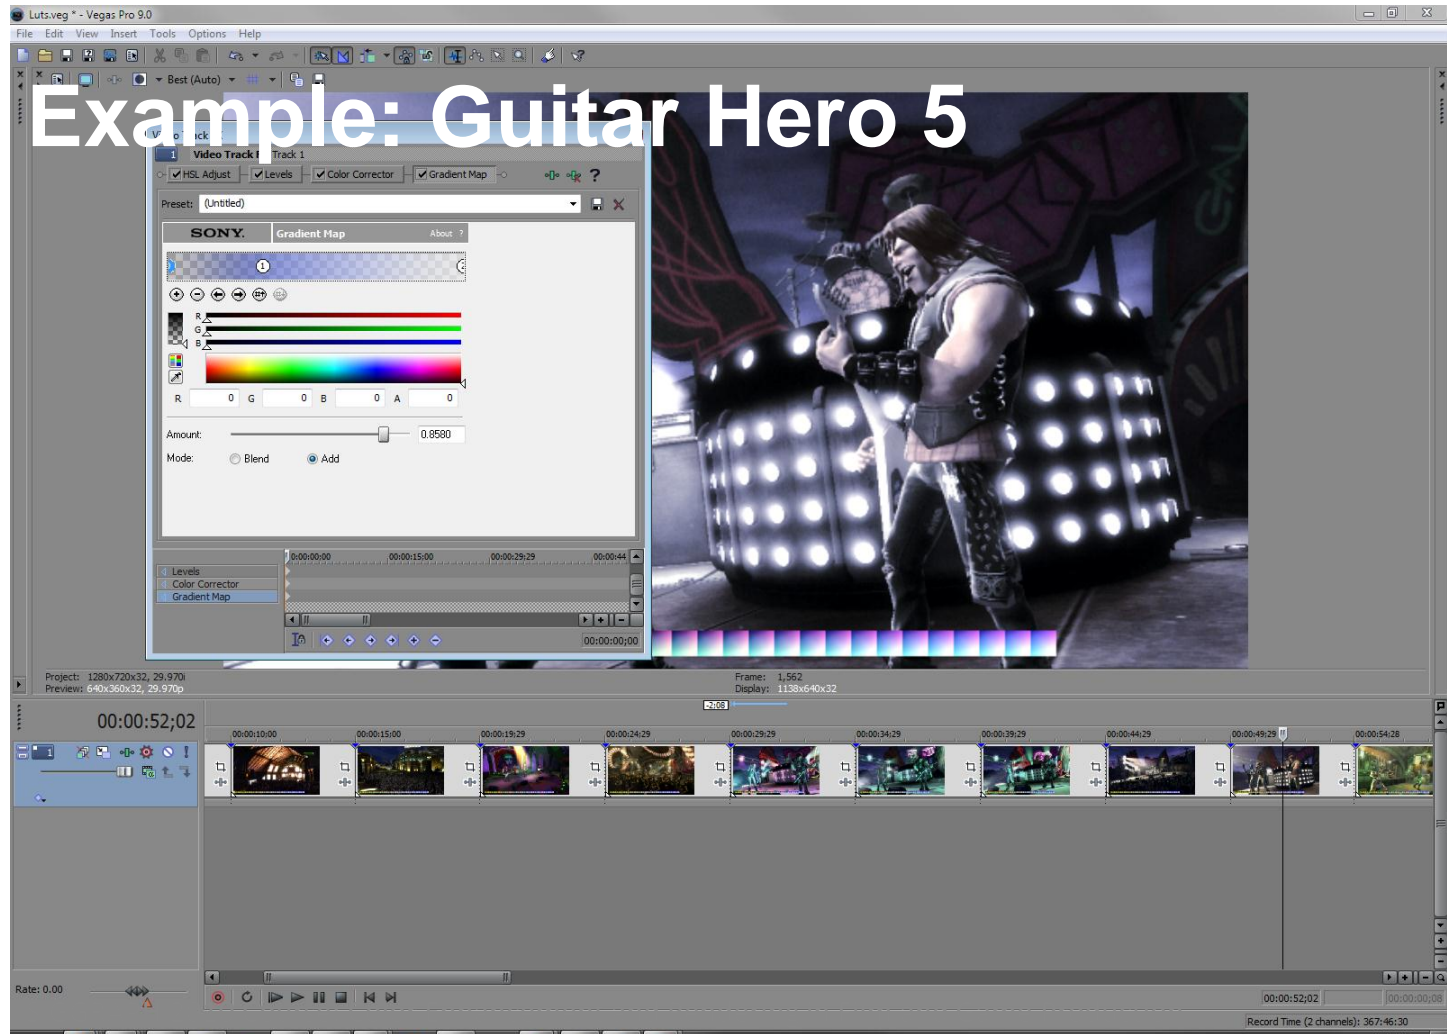 Luts.veg * - Vegas Pro 9.0
File Edit View Insert Tools Options Help
Best (Auto)
Example: Guitar Hero 5
1 Video Track Track 1
HSL Adjust Levels Color Corrector Gradient Map ?
Preset: (Untitled)
SONY. Gradient Map About ?
1
R
G
B
R 0 G 0 B 0 A 0
Amount: 0.8580
Mode: Blend Add
0:00:00:00 00:00:15:00 00:00:29:29 00:00:44
Levels
Color Corrector
Gradient Map
00:00:00;00
Project: 1280x720x32, 29.970i
Preview: 640x360x32, 29.970p
Frame: 1,562
Display: 1138x640x32
-2:08
00:00:52;02
00:00:10:00 00:00:15:00 00:00:19:29 00:00:24:29 00:00:29:29 00:00:34:29 00:00:39:29 00:00:44:29 00:00:49:29 00:00:54:28
1
Rate: 0.00
00:00:52;02 00:00:00;08
Record Time (2 channels): 367:46:30